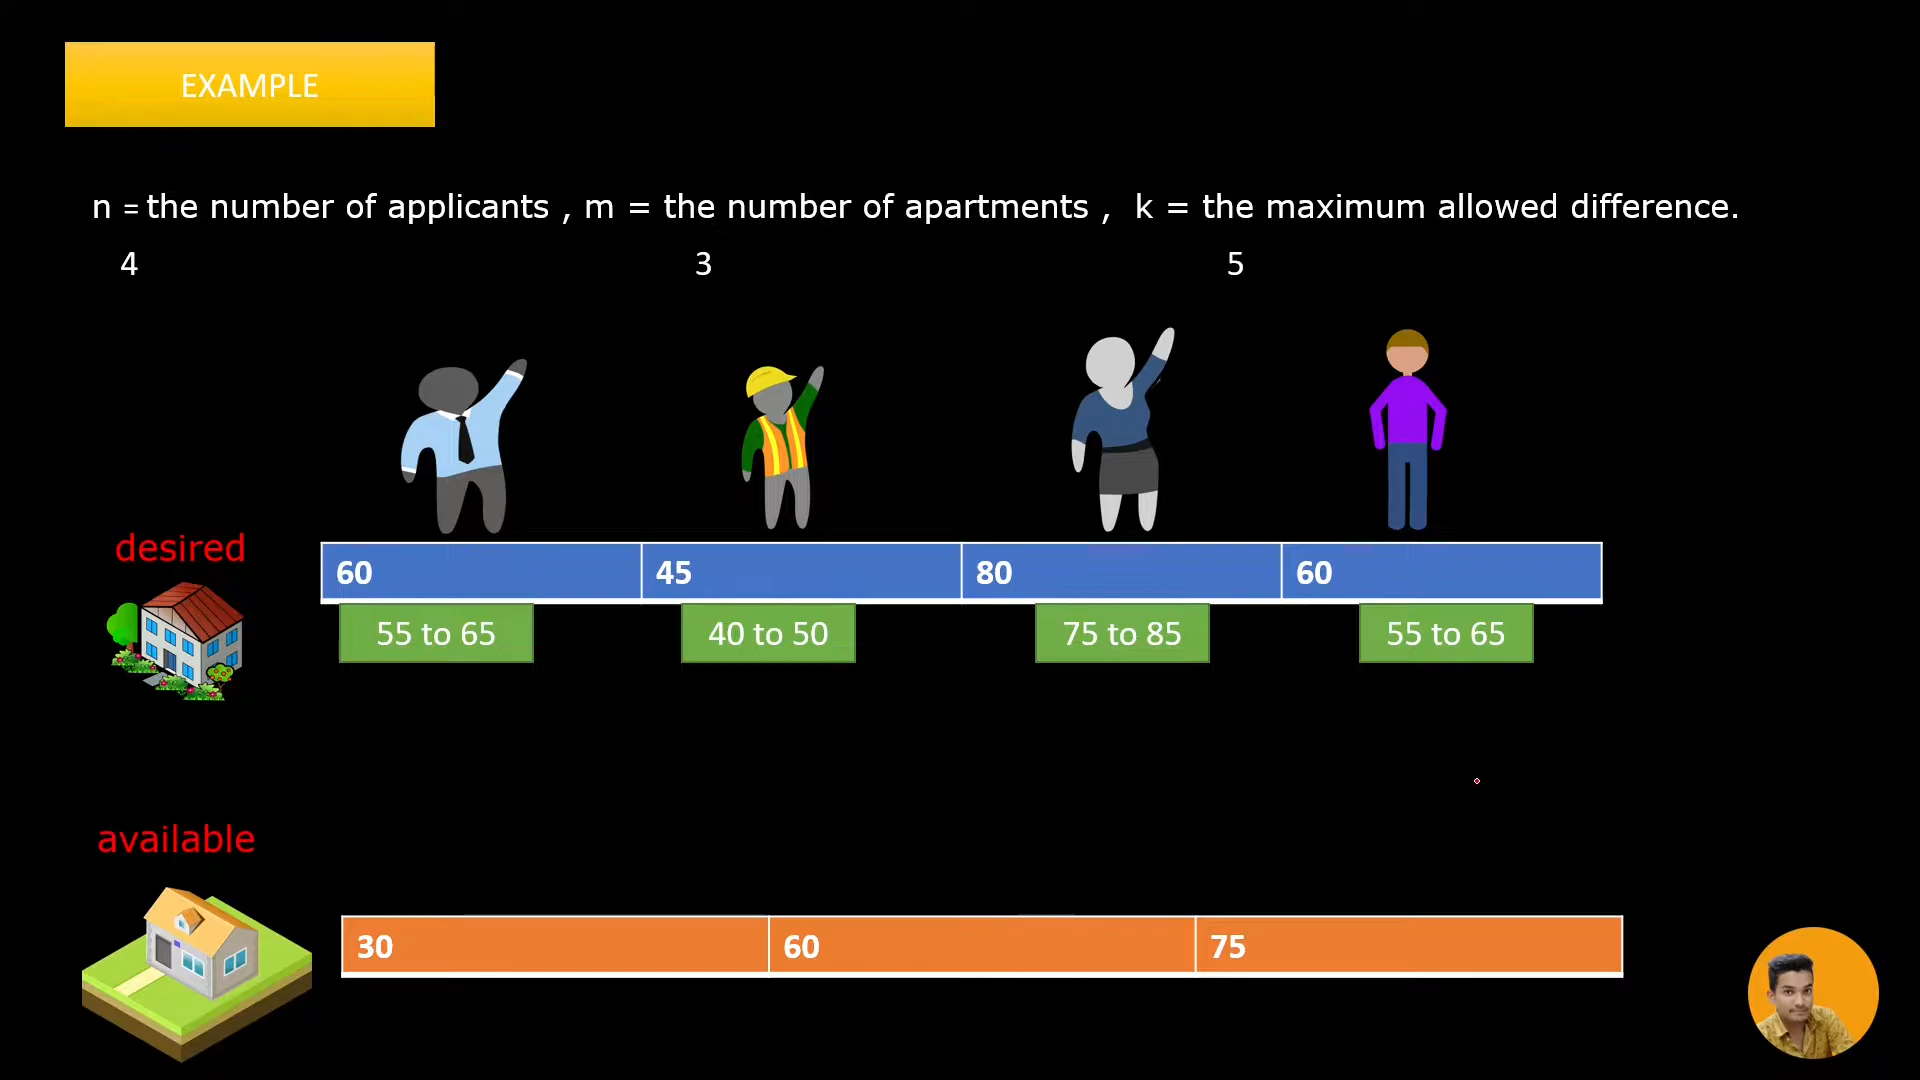 EXAMPLE
n = the number of applicants , m = the number of apartments , k = the maximum allowed difference.
4 3 5
desired
60 45 80 60
55 to 65 40 to 50 75 to 85 55 to 65
available
30 60 75